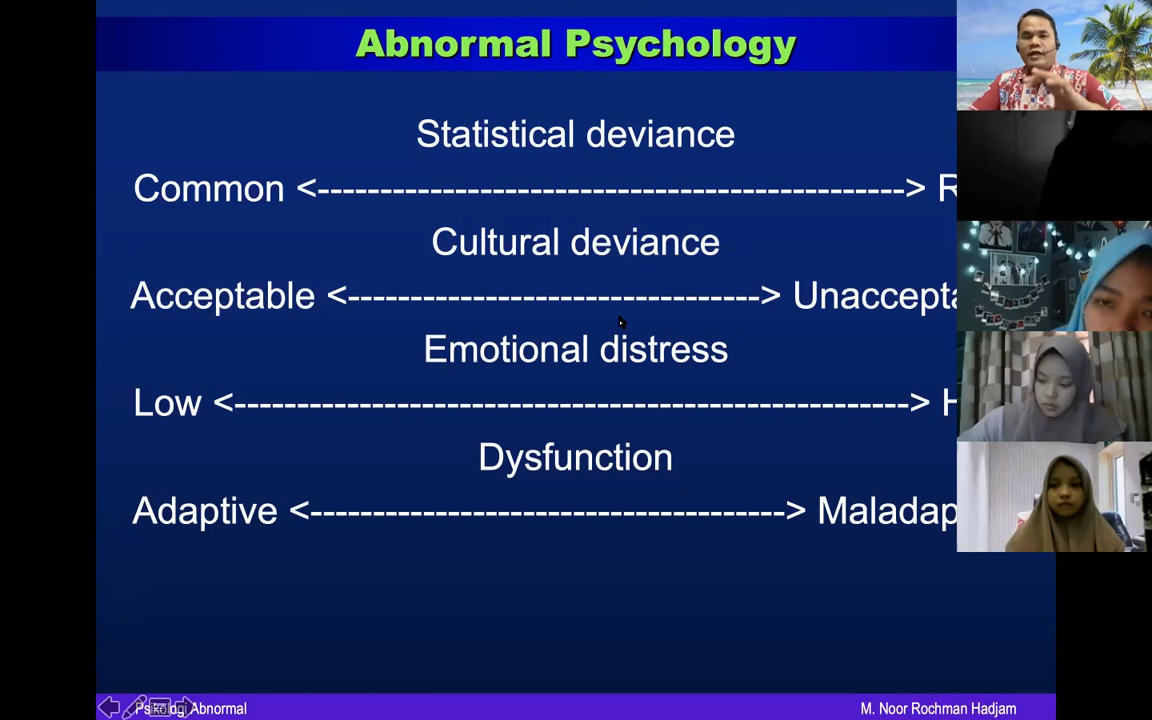 Abnormal Psychology
Statistical deviance
Common <-----------------------------------------------> R
Cultural deviance
Acceptable <---------------------------------> Unaccepta
Emotional distress
Low <------------------------------------------------------> H
Dysfunction
Adaptive <--------------------------------------> Maladap
Psikologi Abnormal
M. Noor Rochman Hadjam